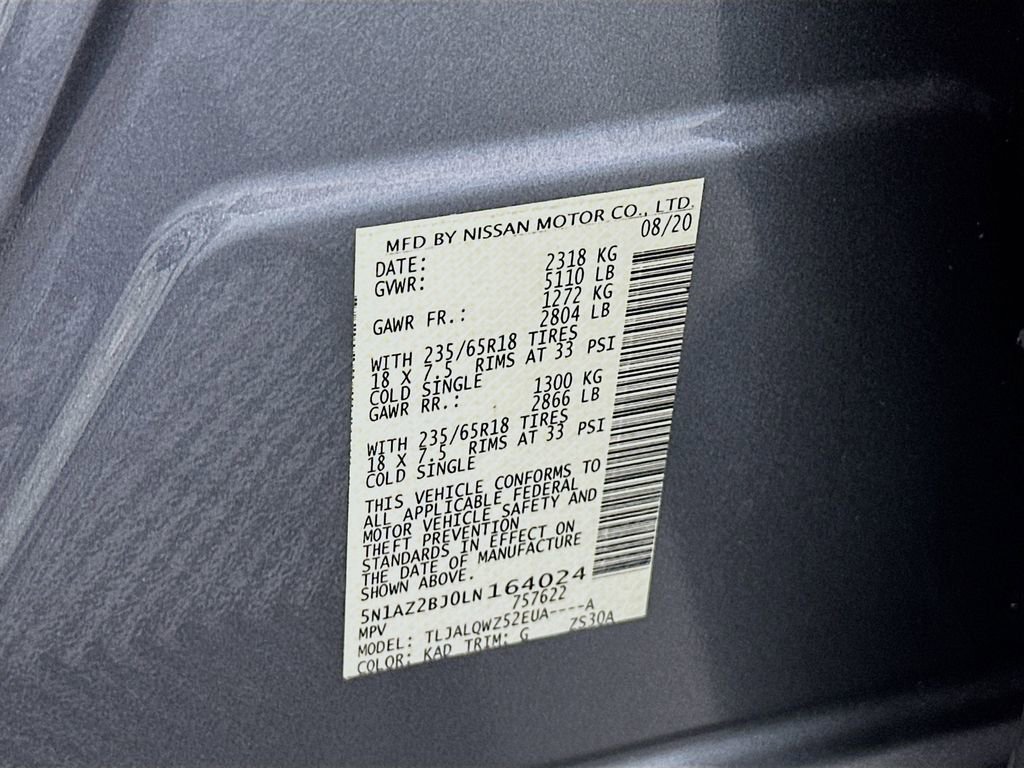 MFD BY NISSAN MOTOR CO., LTD.
DATE: 08/20
GVWR: 2318 KG
5110 LB
GAWR FR.: 1272 KG
2804 LB
WITH 235/65R18 TIRES
18 X 7.5 RIMS AT 33 PSI
COLD SINGLE
GAWR RR.: 1300 KG
2866 LB
WITH 235/65R18 TIRES
18 X 7.5 RIMS AT 33 PSI
COLD SINGLE
THIS VEHICLE CONFORMS TO
ALL APPLICABLE FEDERAL
MOTOR VEHICLE SAFETY AND
THEFT PREVENTION
STANDARDS IN EFFECT ON
THE DATE OF MANUFACTURE
SHOWN ABOVE.
5N1AZ2BJ0LN164024
MPV 757622
MODEL: TLJALQWZ52EUA----A
COLOR: KAD TRIM: G ZS30A